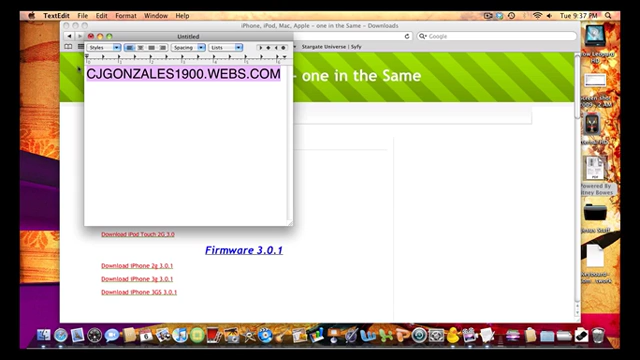 TextEdit File Edit Format Window Help
Tue 9:37 PM
iPhone, iPod, Mac, Apple - one in the Same - Downloads
Untitled
Google
Styles Spacing Lists
Stargate Universe | Syfy
CJGONZALES1900.WEBS.COM
- one in the Same
Download iPod Touch 2G 3.0
Firmware 3.0.1
Download iPhone 2g 3.0.1
Download iPhone 3g 3.0.1
Download iPhone 3GS 3.0.1